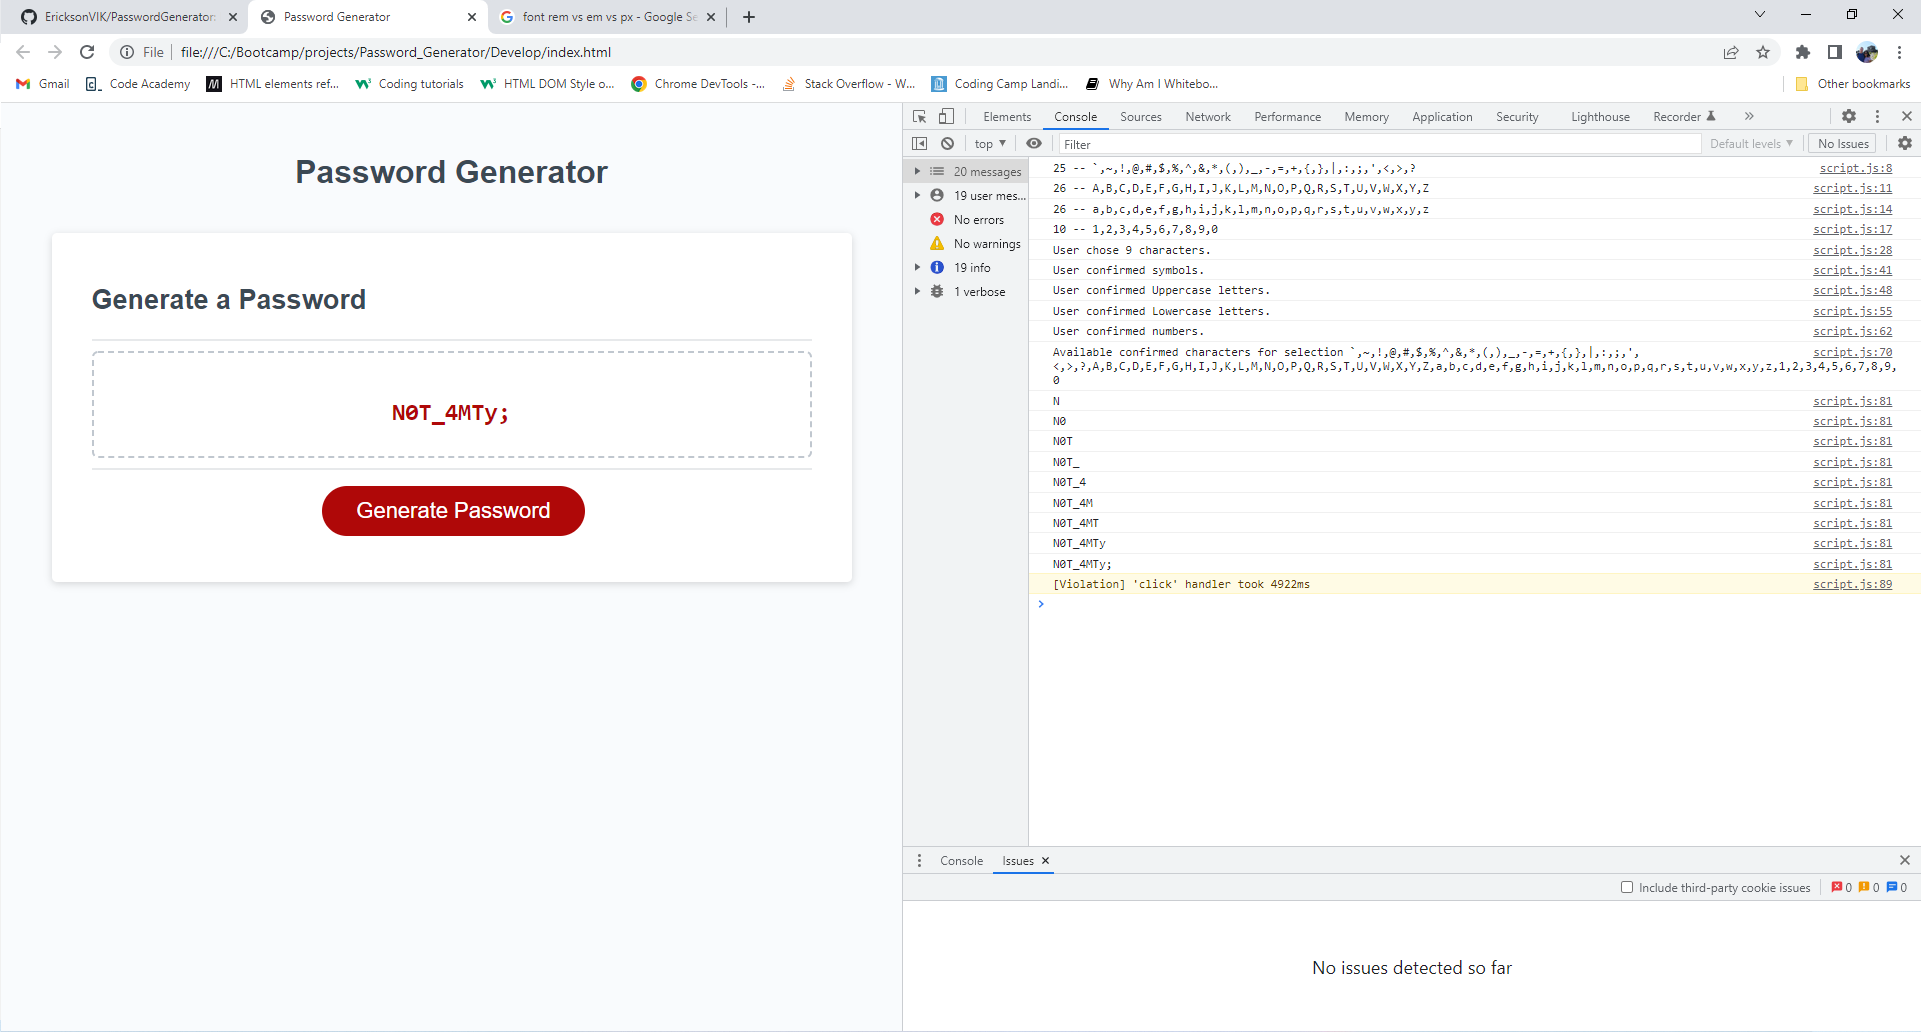 EricksonVIK/PasswordGenerator:
Password Generator
font rem vs em vs px - Google Se
File
file:///C:/Bootcamp/projects/Password_Generator/Develop/index.html
Gmail
Code Academy
HTML elements ref...
Coding tutorials
HTML DOM Style o...
Chrome DevTools -...
Stack Overflow - W...
Coding Camp Landi...
Why Am I Whitebo...
Other bookmarks
Password Generator
Generate a Password
N0T_4MTy;
Generate Password
Elements
Console
Sources
Network
Performance
Memory
Application
Security
Lighthouse
Recorder
top
Filter
Default levels
No Issues
20 messages
19 user mes...
No errors
No warnings
19 info
1 verbose
25 -- `,~,!,@,#,$,%,^,&,*,(,),_,-,=,+,{,},|,:,;,',<,>,? script.js:8
26 -- A,B,C,D,E,F,G,H,I,J,K,L,M,N,O,P,Q,R,S,T,U,V,W,X,Y,Z script.js:11
26 -- a,b,c,d,e,f,g,h,i,j,k,l,m,n,o,p,q,r,s,t,u,v,w,x,y,z script.js:14
10 -- 1,2,3,4,5,6,7,8,9,0 script.js:17
User chose 9 characters. script.js:28
User confirmed symbols. script.js:41
User confirmed Uppercase letters. script.js:48
User confirmed Lowercase letters. script.js:55
User confirmed numbers. script.js:62
Available confirmed characters for selection `,~,!,@,#,$,%,^,&,*,(,),_,-,=,+,{,},|,:,;,', script.js:70
<,>,?,A,B,C,D,E,F,G,H,I,J,K,L,M,N,O,P,Q,R,S,T,U,V,W,X,Y,Z,a,b,c,d,e,f,g,h,i,j,k,l,m,n,o,p,q,r,s,t,u,v,w,x,y,z,1,2,3,4,5,6,7,8,9,
0
N script.js:81
N0 script.js:81
N0T script.js:81
N0T_ script.js:81
N0T_4 script.js:81
N0T_4M script.js:81
N0T_4MT script.js:81
N0T_4MTy script.js:81
N0T_4MTy; script.js:81
[Violation] 'click' handler took 4922ms script.js:89
Console
Issues
Include third-party cookie issues
0 0 0
No issues detected so far